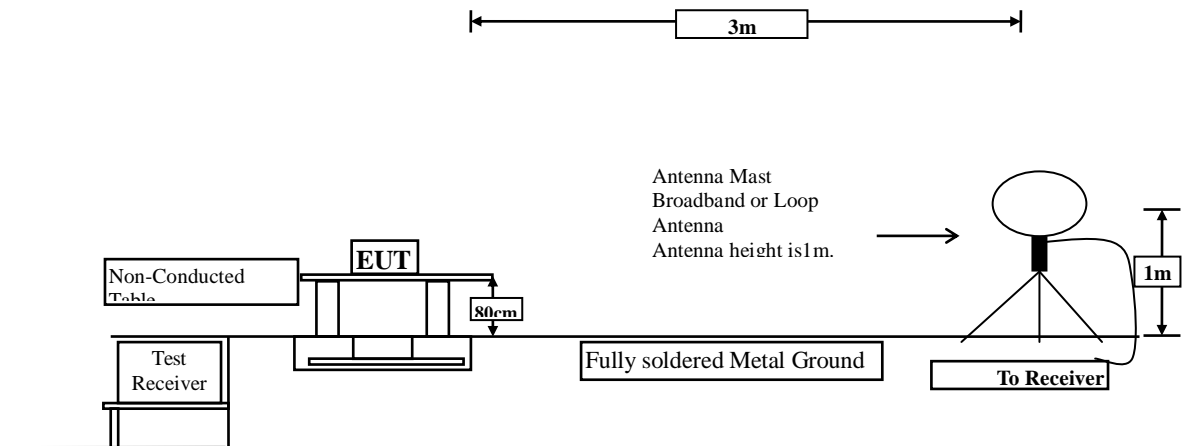 3m
Antenna Mast
Broadband or Loop
Antenna
Antenna height is1m.
EUT
Non-Conducted
Table
80cm
1m
Test
Receiver
Fully soldered Metal Ground
To Receiver